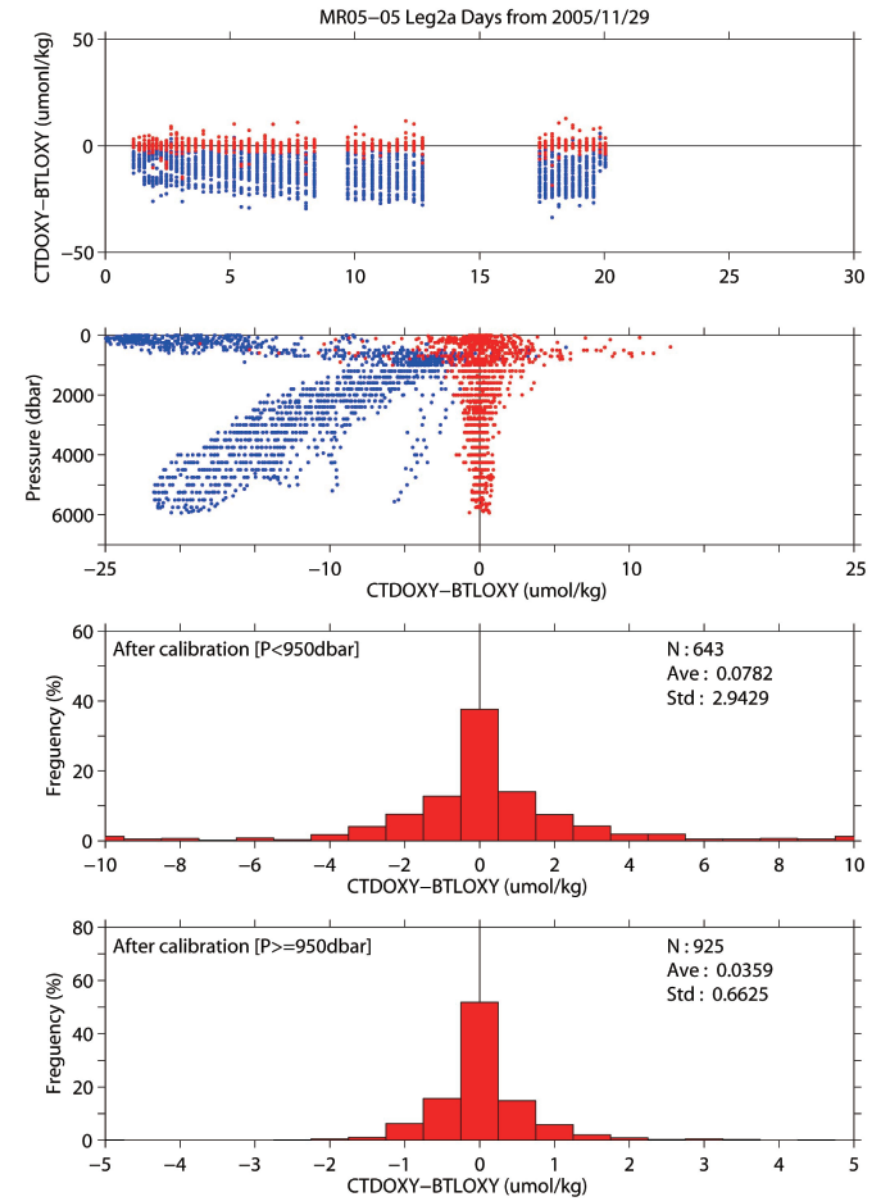 MR05−05 Leg2a Days from 2005/11/29
CTDOXY−BTLOXY (umonl/kg)
50
0
−50
0 5 10 15 20 25 30
Pressure (dbar)
0
2000
4000
6000
−25 −10 0 10 25
CTDOXY−BTLOXY (umol/kg)
Freguency (%)
60
40
20
0
After calibration [P<950dbar]
N : 643
Ave : 0.0782
Std : 2.9429
−10 −8 −6 −4 −2 0 2 4 6 8 10
CTDOXY−BTLOXY (umol/kg)
Freguency (%)
80
60
40
20
0
After calibration [P>=950dbar]
N : 925
Ave : 0.0359
Std : 0.6625
−5 −4 −3 −2 −1 0 1 2 3 4 5
CTDOXY−BTLOXY (umol/kg)